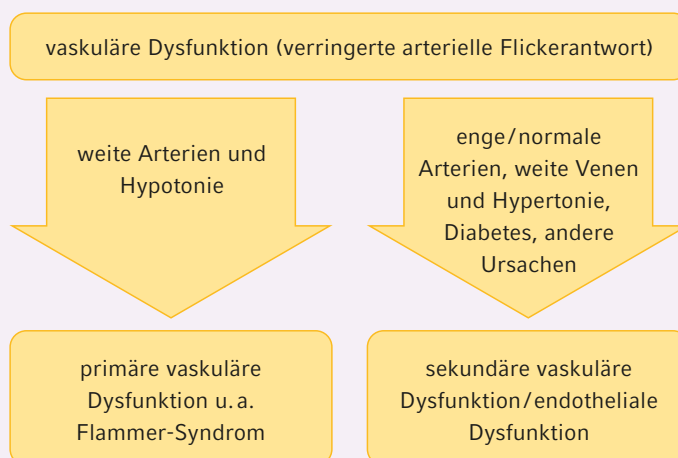 vaskuläre Dysfunktion (verringerte arterielle Flickerantwort)
weite Arterien und
Hypotonie
enge/normale
Arterien, weite Venen
und Hypertonie,
Diabetes, andere
Ursachen
primäre vaskuläre
Dysfunktion u. a.
Flammer-Syndrom
sekundäre vaskuläre
Dysfunktion/endotheliale
Dysfunktion